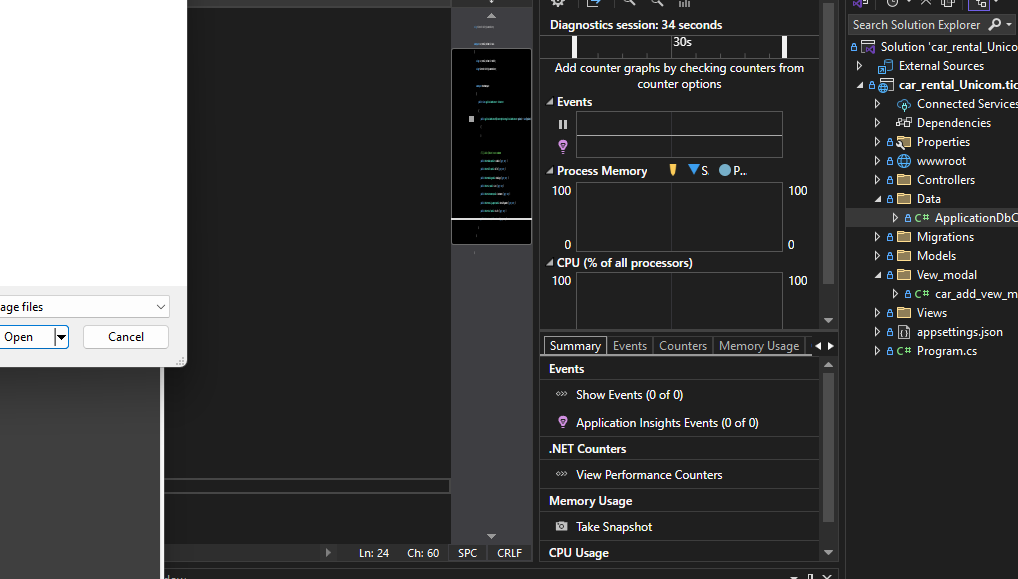 age files
Open
Cancel
Ln: 24 Ch: 60 SPC CRLF
Diagnostics session: 34 seconds
30s
Add counter graphs by checking counters from
counter options
Events
Process Memory S. P...
100 100
0 0
CPU (% of all processors)
100 100
Summary Events Counters Memory Usage
Events
Show Events (0 of 0)
Application Insights Events (0 of 0)
.NET Counters
View Performance Counters
Memory Usage
Take Snapshot
CPU Usage
Search Solution Explorer
Solution 'car_rental_Unico
External Sources
car_rental_Unicom.tic
Connected Services
Dependencies
Properties
wwwroot
Controllers
Data
C# ApplicationDbC
Migrations
Models
Vew_modal
C# car_add_vew_m
Views
appsettings.json
C# Program.cs